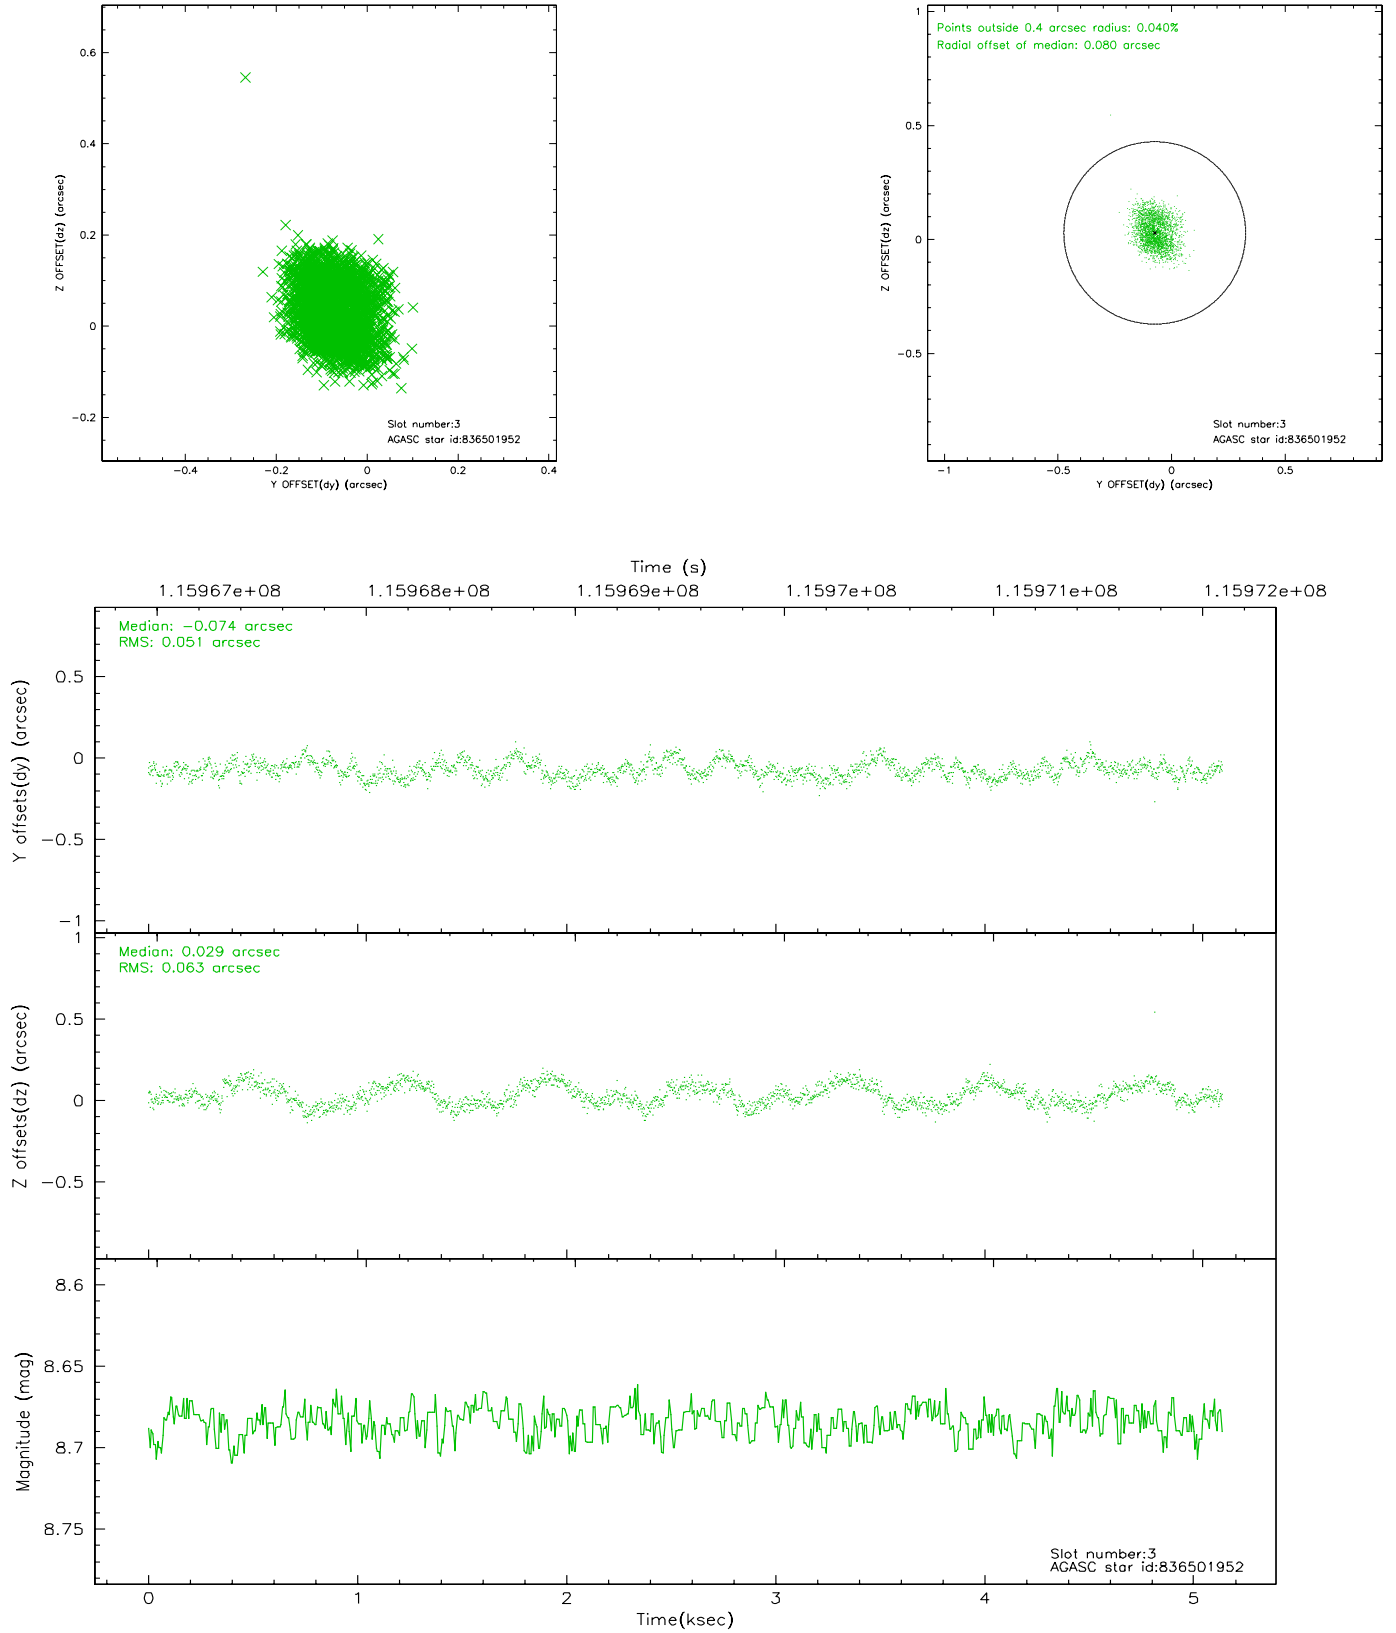 0.6
0.4
0.2
0
−0.2
Z OFFSET(dz) (arcsec)
Slot number:3
AGASC star id:836501952
−0.4 −0.2 0 0.2 0.4
Y OFFSET(dy) (arcsec)
Points outside 0.4 arcsec radius: 0.040%
Radial offset of median: 0.080 arcsec
1
0.5
0
−0.5
Z OFFSET(dz) (arcsec)
Slot number:3
AGASC star id:836501952
−1 −0.5 0 0.5
Y OFFSET(dy) (arcsec)
Time (s)
1.15967e+08 1.15968e+08 1.15969e+08 1.1597e+08 1.15971e+08 1.15972e+08
Median: −0.074 arcsec
RMS: 0.051 arcsec
0.5
0
−0.5
−1
Y offsets(dy) (arcsec)
Median: 0.029 arcsec
RMS: 0.063 arcsec
1
0.5
0
−0.5
Z offsets(dz) (arcsec)
8.6
8.65
8.7
8.75
Magnitude (mag)
Slot number:3
AGASC star id:836501952
0 1 2 3 4 5
Time(ksec)